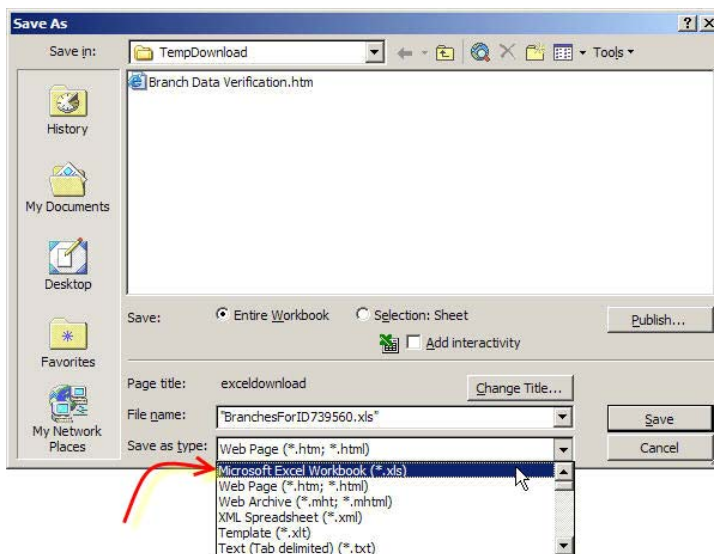 Save As
Save in: TempDownload Tools
Branch Data Verification.htm
History
My Documents
Desktop
Favorites
My Network
Places
Save: Entire Workbook Selection: Sheet Publish...
Add interactivity
Page title: exceldownload Change Title...
File name: "BranchesForID739560.xls" Save
Save as type: Web Page (*.htm; *.html) Cancel
Microsoft Excel Workbook (*.xls)
Web Page (*.htm; *.html)
Web Archive (*.mht; *.mhtml)
XML Spreadsheet (*.xml)
Template (*.xlt)
Text (Tab delimited) (*.txt)